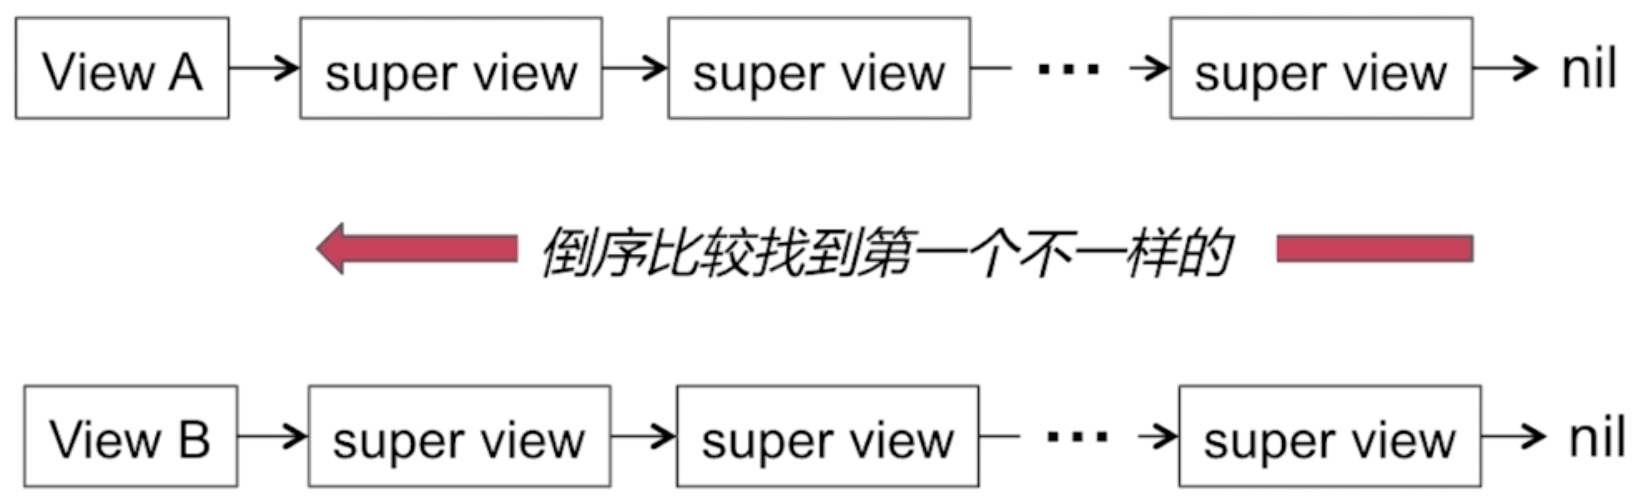 View A super view super view ... super view nil
倒序比较找到第一个不一样的
View B super view super view ... super view nil